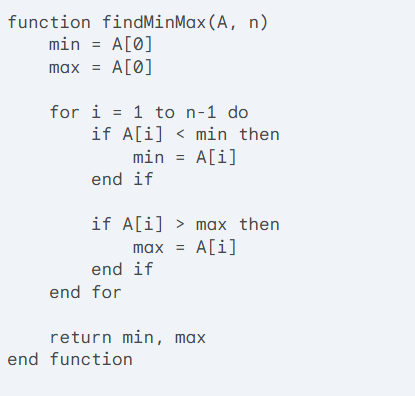 function findMinMax(A, n)
    min = A[0]
    max = A[0]

    for i = 1 to n-1 do
        if A[i] < min then
            min = A[i]
        end if

        if A[i] > max then
            max = A[i]
        end if
    end for

    return min, max
end function